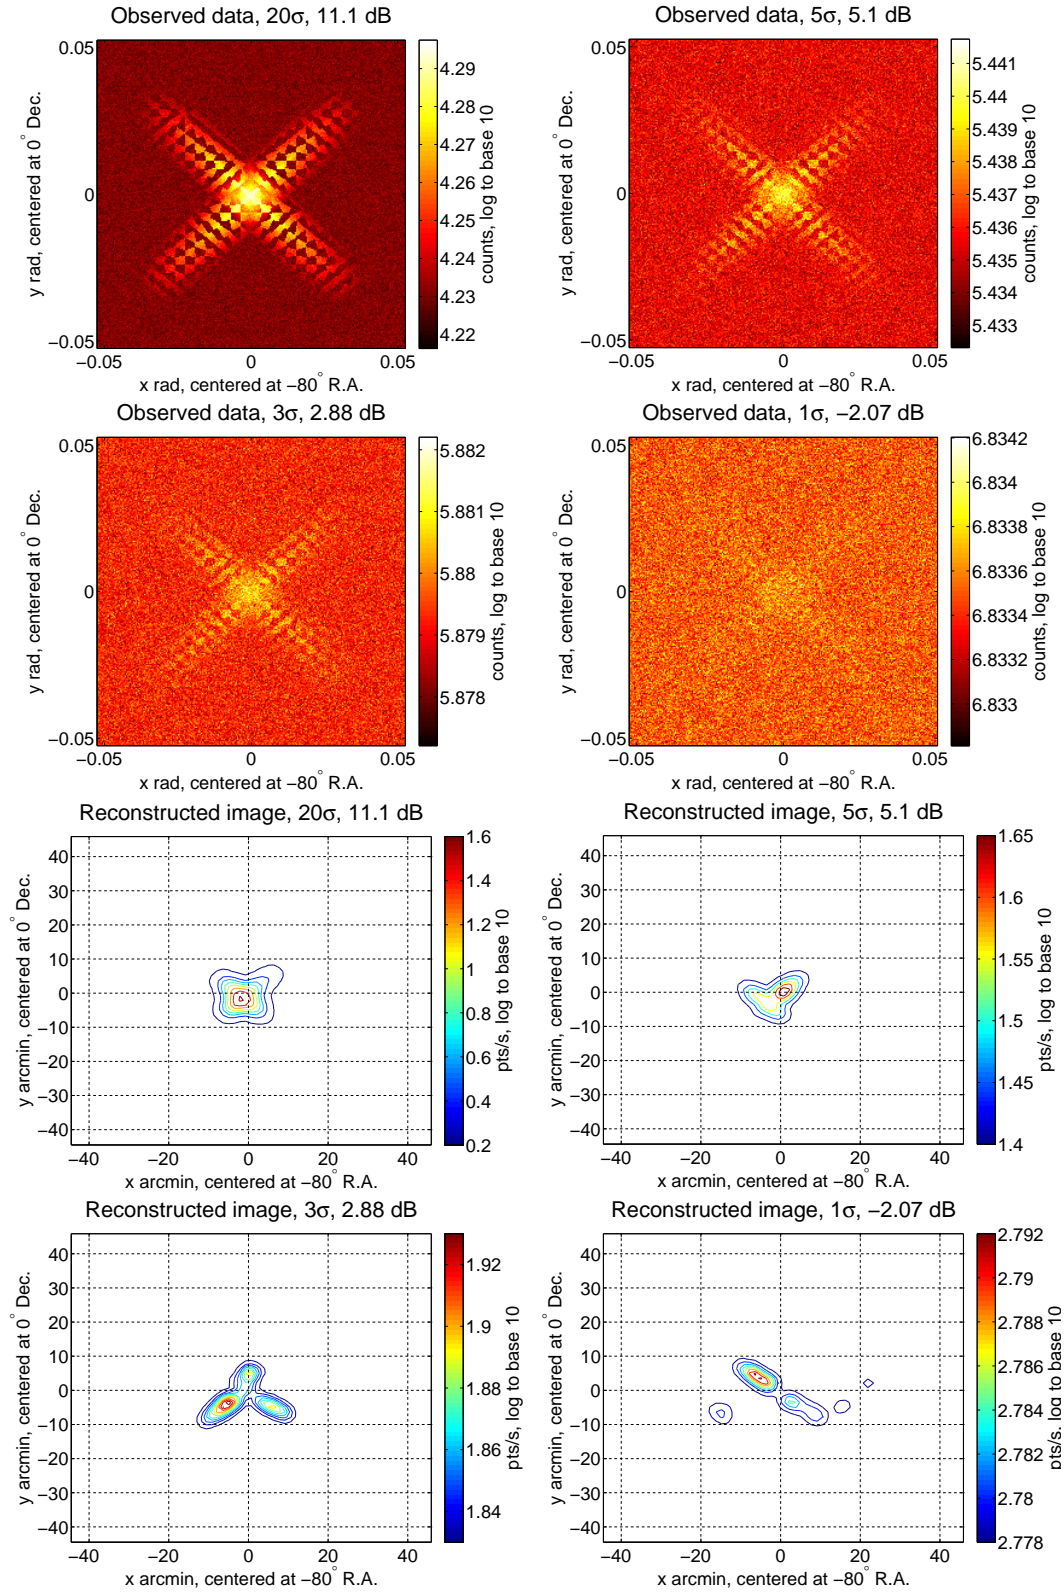 Observed data, 20σ, 11.1 dB
0.05
0
−0.05
−0.05 0 0.05
y rad, centered at 0° Dec.
x rad, centered at −80° R.A.
4.29
4.28
4.27
4.26
4.25
4.24
4.23
4.22
counts, log to base 10
Observed data, 5σ, 5.1 dB
0.05
0
−0.05
−0.05 0 0.05
y rad, centered at 0° Dec.
x rad, centered at −80° R.A.
5.441
5.44
5.439
5.438
5.437
5.436
5.435
5.434
5.433
counts, log to base 10
Observed data, 3σ, 2.88 dB
0.05
0
−0.05
−0.05 0 0.05
y rad, centered at 0° Dec.
x rad, centered at −80° R.A.
5.882
5.881
5.88
5.879
5.878
counts, log to base 10
Observed data, 1σ, −2.07 dB
0.05
0
−0.05
−0.05 0 0.05
y rad, centered at 0° Dec.
x rad, centered at −80° R.A.
6.8342
6.834
6.8338
6.8336
6.8334
6.8332
6.833
counts, log to base 10
Reconstructed image, 20σ, 11.1 dB
40
30
20
10
0
−10
−20
−30
−40
−40 −20 0 20 40
y arcmin, centered at 0° Dec.
x arcmin, centered at −80° R.A.
1.6
1.4
1.2
1
0.8
0.6
0.4
0.2
pts/s, log to base 10
Reconstructed image, 5σ, 5.1 dB
40
30
20
10
0
−10
−20
−30
−40
−40 −20 0 20 40
y arcmin, centered at 0° Dec.
x arcmin, centered at −80° R.A.
1.65
1.6
1.55
1.5
1.45
1.4
pts/s, log to base 10
Reconstructed image, 3σ, 2.88 dB
40
30
20
10
0
−10
−20
−30
−40
−40 −20 0 20 40
y arcmin, centered at 0° Dec.
x arcmin, centered at −80° R.A.
1.92
1.9
1.88
1.86
1.84
pts/s, log to base 10
Reconstructed image, 1σ, −2.07 dB
40
30
20
10
0
−10
−20
−30
−40
−40 −20 0 20 40
y arcmin, centered at 0° Dec.
x arcmin, centered at −80° R.A.
2.792
2.79
2.788
2.786
2.784
2.782
2.78
2.778
pts/s, log to base 10